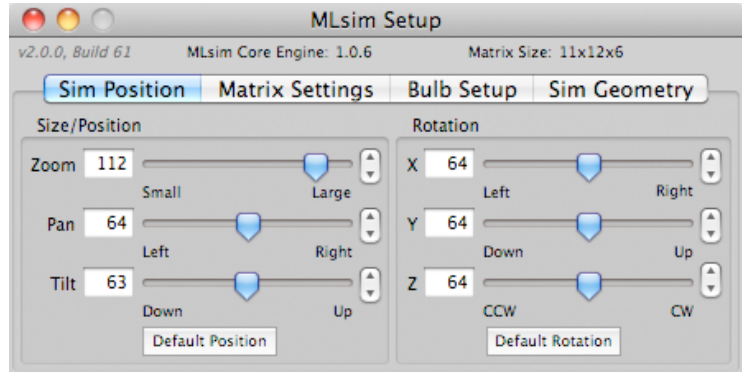 MLsim Setup
v2.0.0, Build 61 MLsim Core Engine: 1.0.6 Matrix Size: 11x12x6
Sim Position Matrix Settings Bulb Setup Sim Geometry
Size/Position
Zoom 112
Small Large
Pan 64
Left Right
Tilt 63
Down Up
Default Position
Rotation
X 64
Left Right
Y 64
Down Up
Z 64
CCW CW
Default Rotation